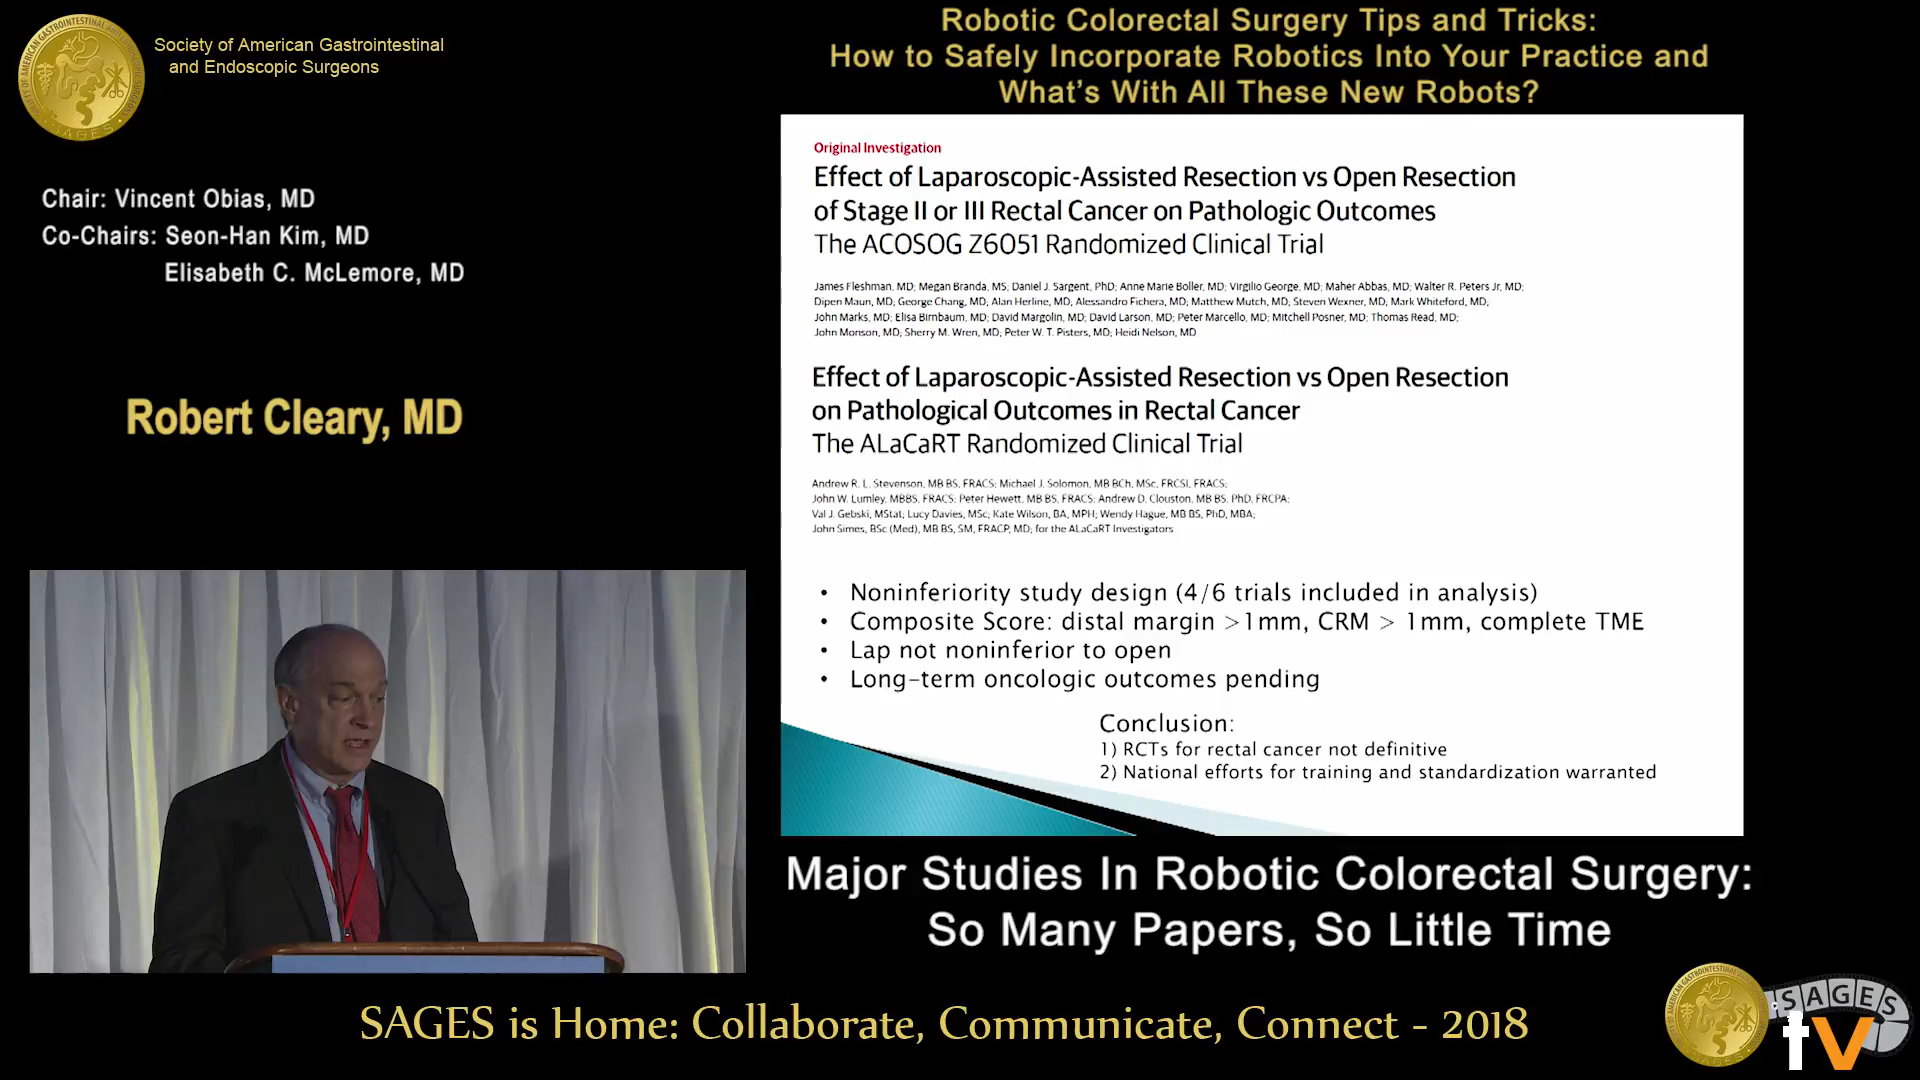 Society of American Gastrointestinal
and Endoscopic Surgeons
Robotic Colorectal Surgery Tips and Tricks:
How to Safely Incorporate Robotics Into Your Practice and
What's With All These New Robots?
Chair: Vincent Obias, MD
Co-Chairs: Seon-Han Kim, MD
Elisabeth C. McLemore, MD
Robert Cleary, MD
Original Investigation
Effect of Laparoscopic-Assisted Resection vs Open Resection
of Stage II or III Rectal Cancer on Pathologic Outcomes
The ACOSOG Z6051 Randomized Clinical Trial
James Fleshman, MD; Megan Branda, MS; Daniel J. Sargent, PhD; Anne Marie Boller, MD; Virgilio George, MD; Maher Abbas, MD; Walter R. Peters Jr, MD;
Dipen Maun, MD; George Chang, MD, Alan Herline, MD; Alessandro Fichera, MD; Matthew Mutch, MD; Steven Wexner, MD; Mark Whiteford, MD;
John Marks, MD; Elisa Birnbaum, MD; David Margolin, MD; David Larson, MD; Peter Marcello, MD; Mitchell Posner, MD; Thomas Read, MD;
John Monson, MD; Sherry M. Wren, MD; Peter W. T. Pisters, MD; Heidi Nelson, MD
Effect of Laparoscopic-Assisted Resection vs Open Resection
on Pathological Outcomes in Rectal Cancer
The ALaCaRT Randomized Clinical Trial
Andrew R. L. Stevenson, MB BS, FRACS; Michael J. Solomon, MB BCh, MSc, FRCSI, FRACS;
John W. Lumley, MBBS, FRACS; Peter Hewett, MB BS, FRACS; Andrew D. Clouston, MB BS, PhD, FRCPA;
Val J. Gebski, MStat; Lucy Davies, MSc; Kate Wilson, BA, MPH; Wendy Hague, MB BS, PhD, MBA;
John Simes, BSc (Med), MB BS, SM, FRACP, MD; for the ALaCaRT Investigators
• Noninferiority study design (4/6 trials included in analysis)
• Composite Score: distal margin >1mm, CRM > 1mm, complete TME
• Lap not noninferior to open
• Long-term oncologic outcomes pending
Conclusion:
1) RCTs for rectal cancer not definitive
2) National efforts for training and standardization warranted
Major Studies In Robotic Colorectal Surgery:
So Many Papers, So Little Time
SAGES is Home: Collaborate, Communicate, Connect - 2018
SAGES
tv